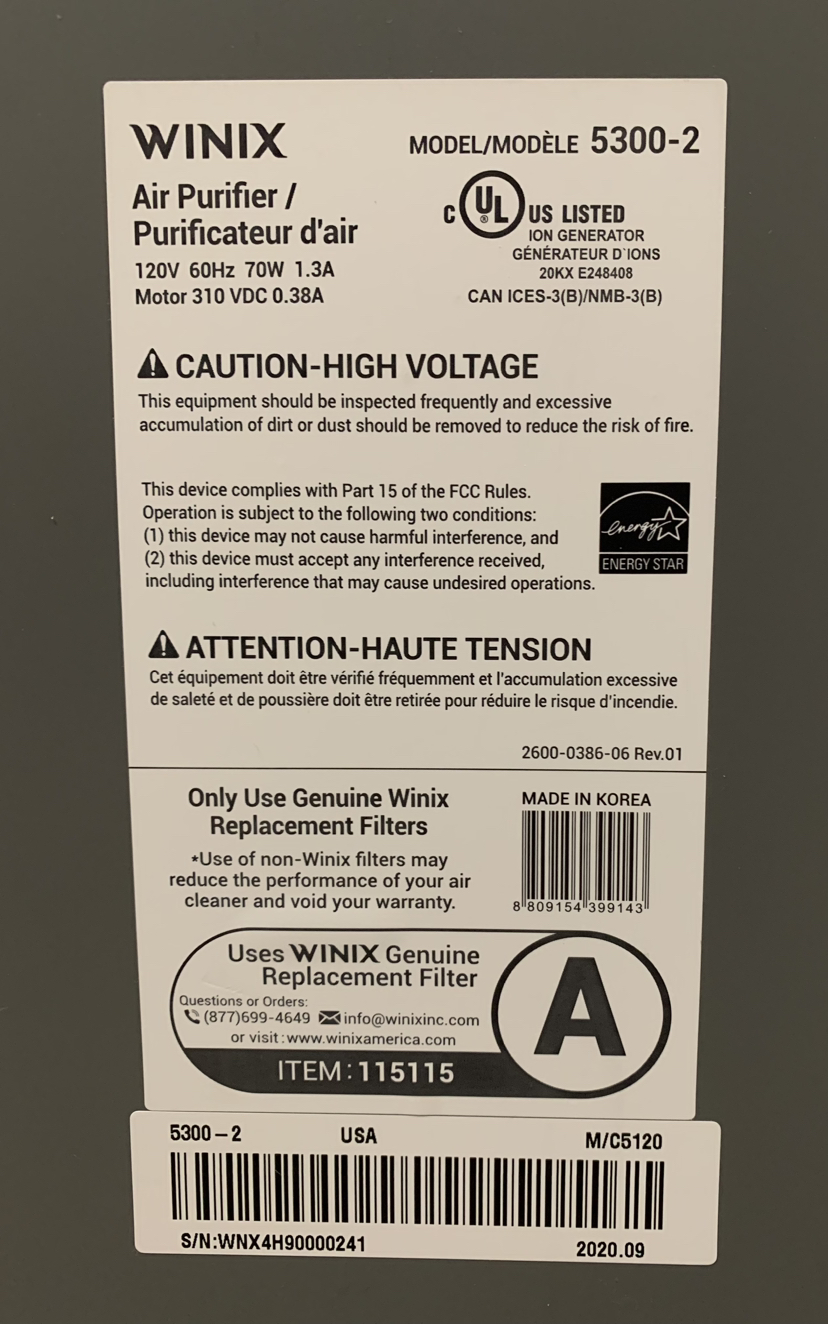 WINIX
MODEL/MODÈLE 5300-2
Air Purifier /
Purificateur d'air
120V 60Hz 70W 1.3A
Motor 310 VDC 0.38A
C UL® US LISTED
ION GENERATOR
GÉNÉRATEUR D`IONS
20KX E248408
CAN ICES-3(B)/NMB-3(B)
CAUTION-HIGH VOLTAGE
This equipment should be inspected frequently and excessive
accumulation of dirt or dust should be removed to reduce the risk of fire.
This device complies with Part 15 of the FCC Rules.
Operation is subject to the following two conditions:
(1) this device may not cause harmful interference, and
(2) this device must accept any interference received,
including interference that may cause undesired operations.
energy
ENERGY STAR
ATTENTION-HAUTE TENSION
Cet équipement doit être vérifié fréquemment et l'accumulation excessive
de saleté et de poussière doit être retirée pour réduire le risque d'incendie.
2600-0386-06 Rev.01
Only Use Genuine Winix
Replacement Filters
*Use of non-Winix filters may
reduce the performance of your air
cleaner and void your warranty.
MADE IN KOREA
8 809154 399143
Uses WINIX Genuine
Replacement Filter
Questions or Orders:
(877)699-4649 info@winixinc.com
or visit:www.winixamerica.com
ITEM:115115
A
5300-2 USA M/C5120
S/N:WNX4H90000241 2020.09